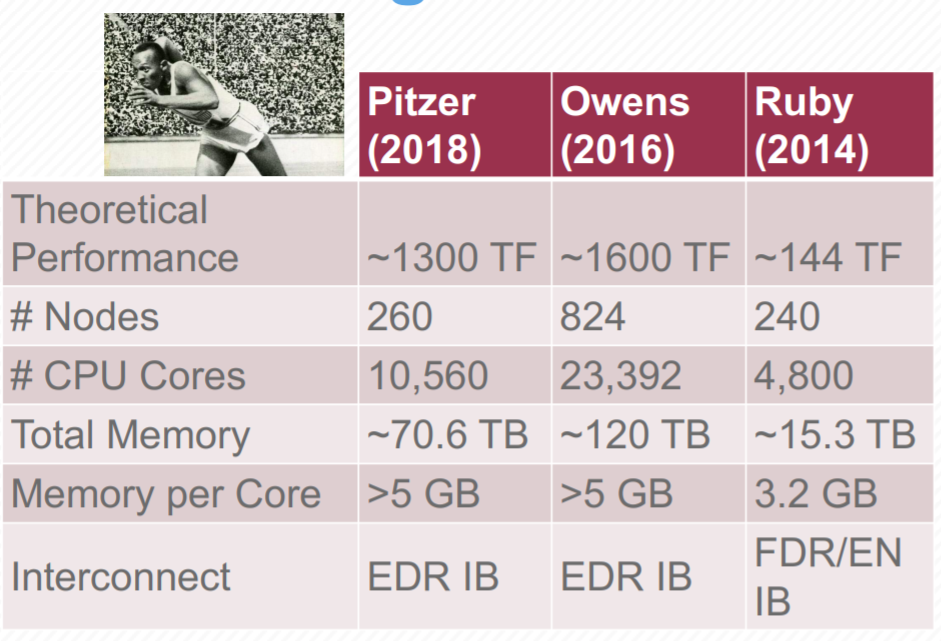 Pitzer (2018) Owens (2016) Ruby (2014)
Theoretical Performance ~1300 TF ~1600 TF ~144 TF
# Nodes 260 824 240
# CPU Cores 10,560 23,392 4,800
Total Memory ~70.6 TB ~120 TB ~15.3 TB
Memory per Core >5 GB >5 GB 3.2 GB
Interconnect EDR IB EDR IB FDR/EN IB